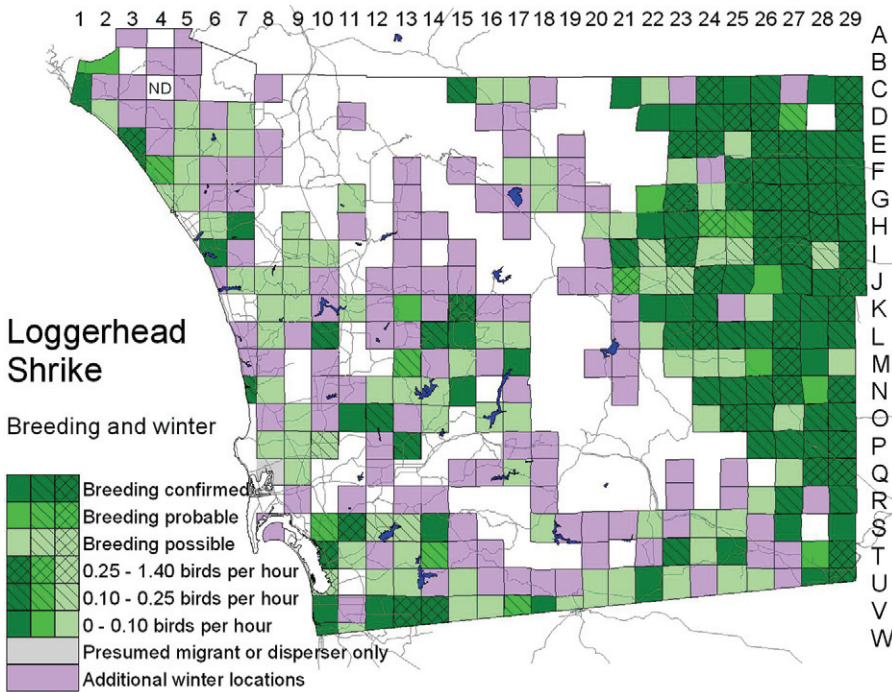 1 2 3 4 5 6 7 8 9 10 11 12 13 14 15 16 17 18 19 20 21 22 23 24 25 26 27 28 29
A
B
C
ND
D
E
F
G
H
I
J
K
L
M
N
O
P
Q
R
S
T
U
V
W
Loggerhead
Shrike
Breeding and winter
Breeding confirmed
Breeding probable
Breeding possible
0.25 - 1.40 birds per hour
0.10 - 0.25 birds per hour
0 - 0.10 birds per hour
Presumed migrant or disperser only
Additional winter locations